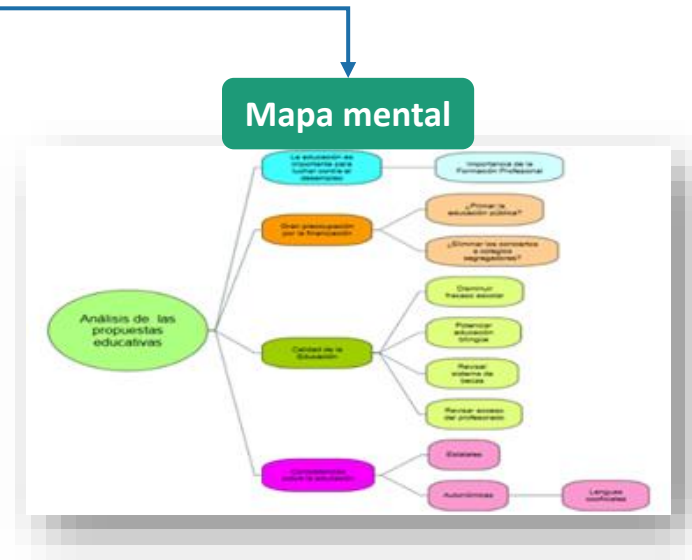 Mapa mental
La educación es
importante para
luchar contra el
desempleo
Importancia de la
Formación Profesional
Gran preocupación
por la financiación
¿Primar la
educación pública?
¿Eliminar los conciertos
a colegios
segregadores?
Análisis de las
propuestas
educativas
Calidad de la
Educación
Disminuir
fracaso escolar
Potenciar
educación
bilingüe
Revisar
sistema de
becas
Revisar acceso
del profesorado
Competencias
sobre la educación
Estatales
Autonómicas
Lenguas
cooficiales